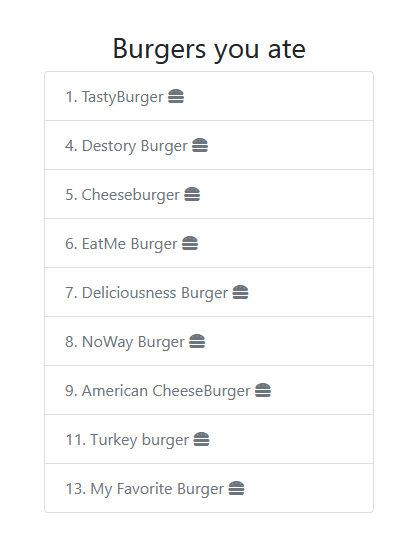 Burgers you ate
1. TastyBurger
4. Destory Burger
5. Cheeseburger
6. EatMe Burger
7. Deliciousness Burger
8. NoWay Burger
9. American CheeseBurger
11. Turkey burger
13. My Favorite Burger